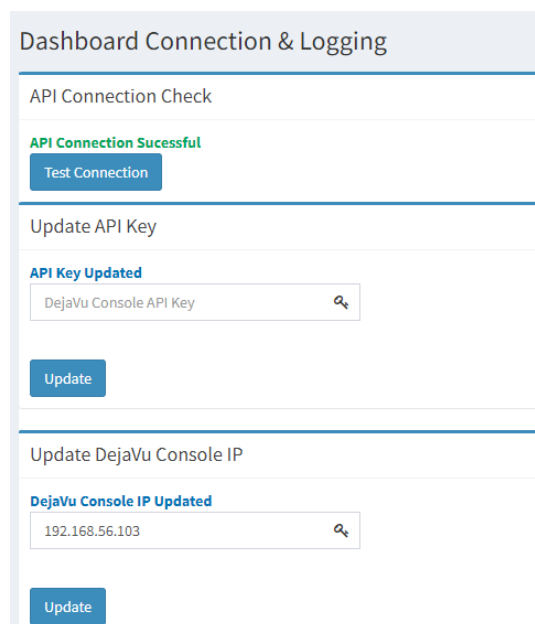 Dashboard Connection & Logging
API Connection Check
API Connection Sucessful
Test Connection
Update API Key
API Key Updated
DejaVu Console API Key
Update
Update DejaVu Console IP
DejaVu Console IP Updated
192.168.56.103
Update